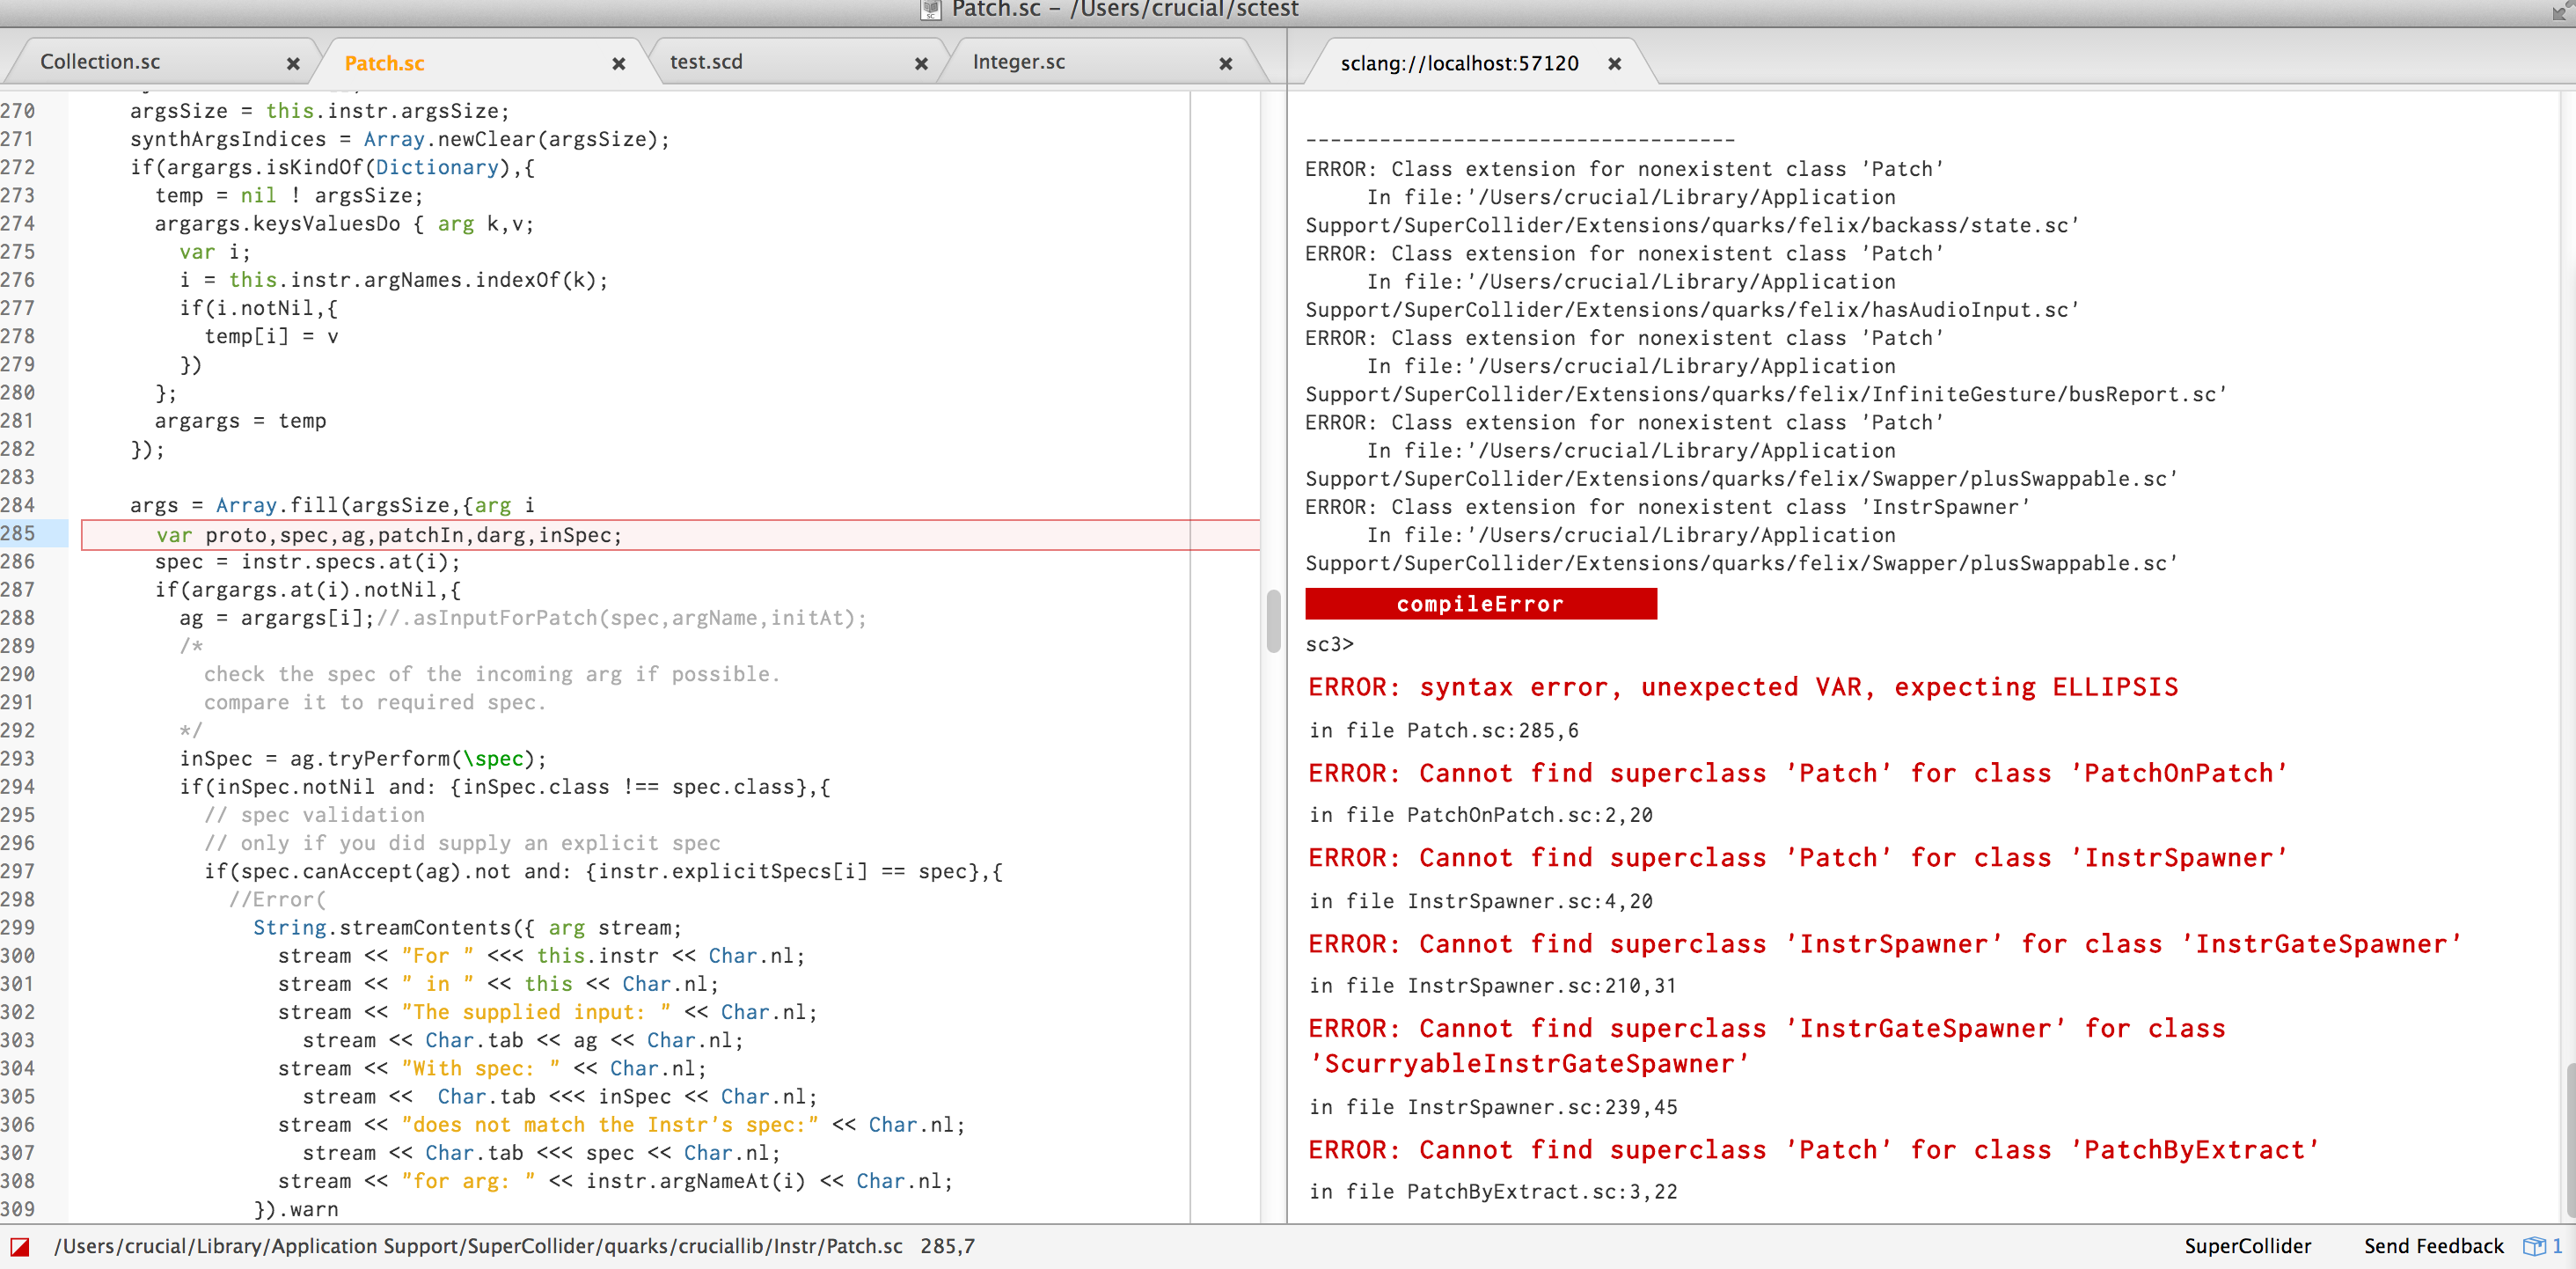 Patch.sc – /Users/crucial/sctest
Collection.sc
Patch.sc
test.scd
Integer.sc
sclang://localhost:57120
270 argsSize = this.instr.argsSize;
271 synthArgsIndices = Array.newClear(argsSize);
272 if(argargs.isKindOf(Dictionary),{
273 temp = nil ! argsSize;
274 argargs.keysValuesDo { arg k,v;
275 var i;
276 i = this.instr.argNames.indexOf(k);
277 if(i.notNil,{
278 temp[i] = v
279 })
280 };
281 argargs = temp
282 });
283
284 args = Array.fill(argsSize,{arg i
285 var proto,spec,ag,patchIn,darg,inSpec;
286 spec = instr.specs.at(i);
287 if(argargs.at(i).notNil,{
288 ag = argargs[i];//.asInputForPatch(spec,argName,initAt);
289 /*
290 check the spec of the incoming arg if possible.
291 compare it to required spec.
292 */
293 inSpec = ag.tryPerform(\spec);
294 if(inSpec.notNil and: {inSpec.class !== spec.class},{
295 // spec validation
296 // only if you did supply an explicit spec
297 if(spec.canAccept(ag).not and: {instr.explicitSpecs[i] == spec},{
298 //Error(
299 String.streamContents({ arg stream;
300 stream << "For " <<< this.instr << Char.nl;
301 stream << " in " << this << Char.nl;
302 stream << "The supplied input: " << Char.nl;
303 stream << Char.tab << ag << Char.nl;
304 stream << "With spec: " << Char.nl;
305 stream <<  Char.tab <<< inSpec << Char.nl;
306 stream << "does not match the Instr's spec:" << Char.nl;
307 stream << Char.tab <<< spec << Char.nl;
308 stream << "for arg: " << instr.argNameAt(i) << Char.nl;
309 }).warn
-----------------------------------
ERROR: Class extension for nonexistent class 'Patch'
In file:'/Users/crucial/Library/Application
Support/SuperCollider/Extensions/quarks/felix/backass/state.sc'
ERROR: Class extension for nonexistent class 'Patch'
In file:'/Users/crucial/Library/Application
Support/SuperCollider/Extensions/quarks/felix/hasAudioInput.sc'
ERROR: Class extension for nonexistent class 'Patch'
In file:'/Users/crucial/Library/Application
Support/SuperCollider/Extensions/quarks/felix/InfiniteGesture/busReport.sc'
ERROR: Class extension for nonexistent class 'Patch'
In file:'/Users/crucial/Library/Application
Support/SuperCollider/Extensions/quarks/felix/Swapper/plusSwappable.sc'
ERROR: Class extension for nonexistent class 'InstrSpawner'
In file:'/Users/crucial/Library/Application
Support/SuperCollider/Extensions/quarks/felix/Swapper/plusSwappable.sc'
compileError
sc3>
ERROR: syntax error, unexpected VAR, expecting ELLIPSIS
in file Patch.sc:285,6
ERROR: Cannot find superclass 'Patch' for class 'PatchOnPatch'
in file PatchOnPatch.sc:2,20
ERROR: Cannot find superclass 'Patch' for class 'InstrSpawner'
in file InstrSpawner.sc:4,20
ERROR: Cannot find superclass 'InstrSpawner' for class 'InstrGateSpawner'
in file InstrSpawner.sc:210,31
ERROR: Cannot find superclass 'InstrGateSpawner' for class
'ScurryableInstrGateSpawner'
in file InstrSpawner.sc:239,45
ERROR: Cannot find superclass 'Patch' for class 'PatchByExtract'
in file PatchByExtract.sc:3,22
/Users/crucial/Library/Application Support/SuperCollider/quarks/cruciallib/Instr/Patch.sc 285,7
SuperCollider Send Feedback 1